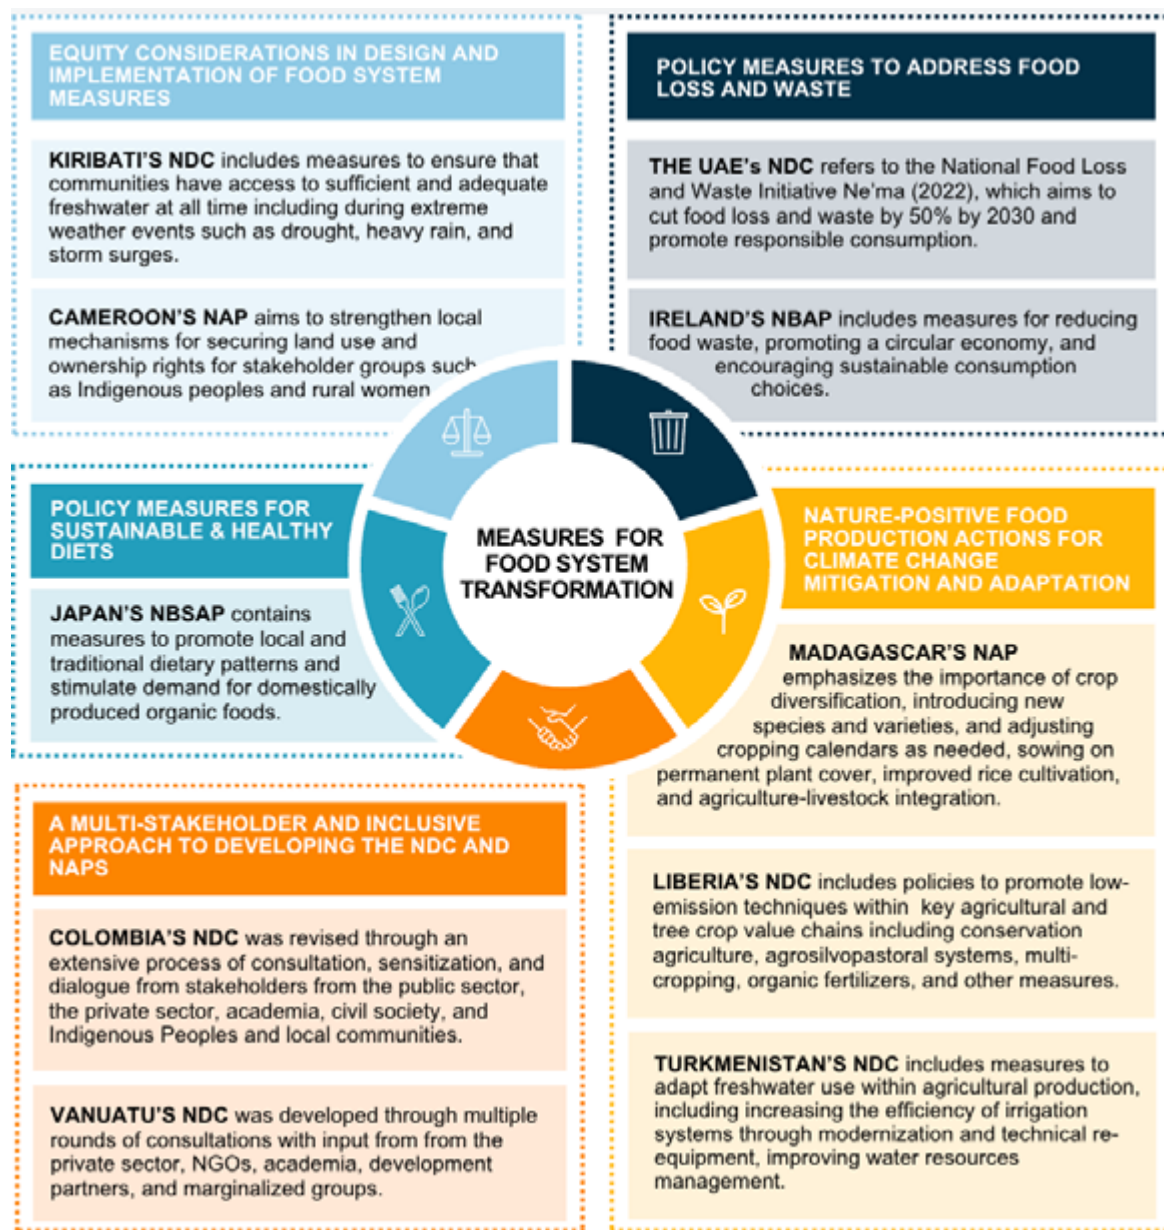 EQUITY CONSIDERATIONS IN DESIGN AND
IMPLEMENTATION OF FOOD SYSTEM
MEASURES
KIRIBATI'S NDC includes measures to ensure that
communities have access to sufficient and adequate
freshwater at all time including during extreme
weather events such as drought, heavy rain, and
storm surges.
CAMEROON'S NAP aims to strengthen local
mechanisms for securing land use and
ownership rights for stakeholder groups such
as Indigenous peoples and rural women
POLICY MEASURES TO ADDRESS FOOD
LOSS AND WASTE
THE UAE's NDC refers to the National Food Loss
and Waste Initiative Ne'ma (2022), which aims to
cut food loss and waste by 50% by 2030 and
promote responsible consumption.
IRELAND'S NBAP includes measures for reducing
food waste, promoting a circular economy, and
encouraging sustainable consumption
choices.
POLICY MEASURES FOR
SUSTAINABLE & HEALTHY
DIETS
JAPAN'S NBSAP contains
measures to promote local and
traditional dietary patterns and
stimulate demand for domestically
produced organic foods.
MEASURES FOR
FOOD SYSTEM
TRANSFORMATION
NATURE-POSITIVE FOOD
PRODUCTION ACTIONS FOR
CLIMATE CHANGE
MITIGATION AND ADAPTATION
MADAGASCAR'S NAP
emphasizes the importance of crop
diversification, introducing new
species and varieties, and adjusting
cropping calendars as needed, sowing on
permanent plant cover, improved rice cultivation,
and agriculture-livestock integration.
LIBERIA'S NDC includes policies to promote low-
emission techniques within key agricultural and
tree crop value chains including conservation
agriculture, agrosilvopastoral systems, multi-
cropping, organic fertilizers, and other measures.
TURKMENISTAN'S NDC includes measures to
adapt freshwater use within agricultural production,
including increasing the efficiency of irrigation
systems through modernization and technical re-
equipment, improving water resources
management.
A MULTI-STAKEHOLDER AND INCLUSIVE
APPROACH TO DEVELOPING THE NDC AND
NAPS
COLOMBIA'S NDC was revised through an
extensive process of consultation, sensitization, and
dialogue from stakeholders from the public sector,
the private sector, academia, civil society, and
Indigenous Peoples and local communities.
VANUATU'S NDC was developed through multiple
rounds of consultations with input from from the
private sector, NGOs, academia, development
partners, and marginalized groups.